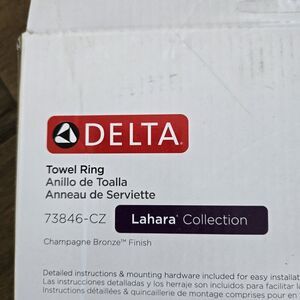 DELTA
Towel Ring
Anillo de Toalla
Anneau de Serviette
73846-CZ Lahara® Collection
Champagne Bronze™ Finish
Detailed instructions & mounting hardware included for easy installat
Las instrucciones detalladas y los herraje son incluidos para facilitar l
Instructions détaillées & quincaillerie de montage comprises pour en